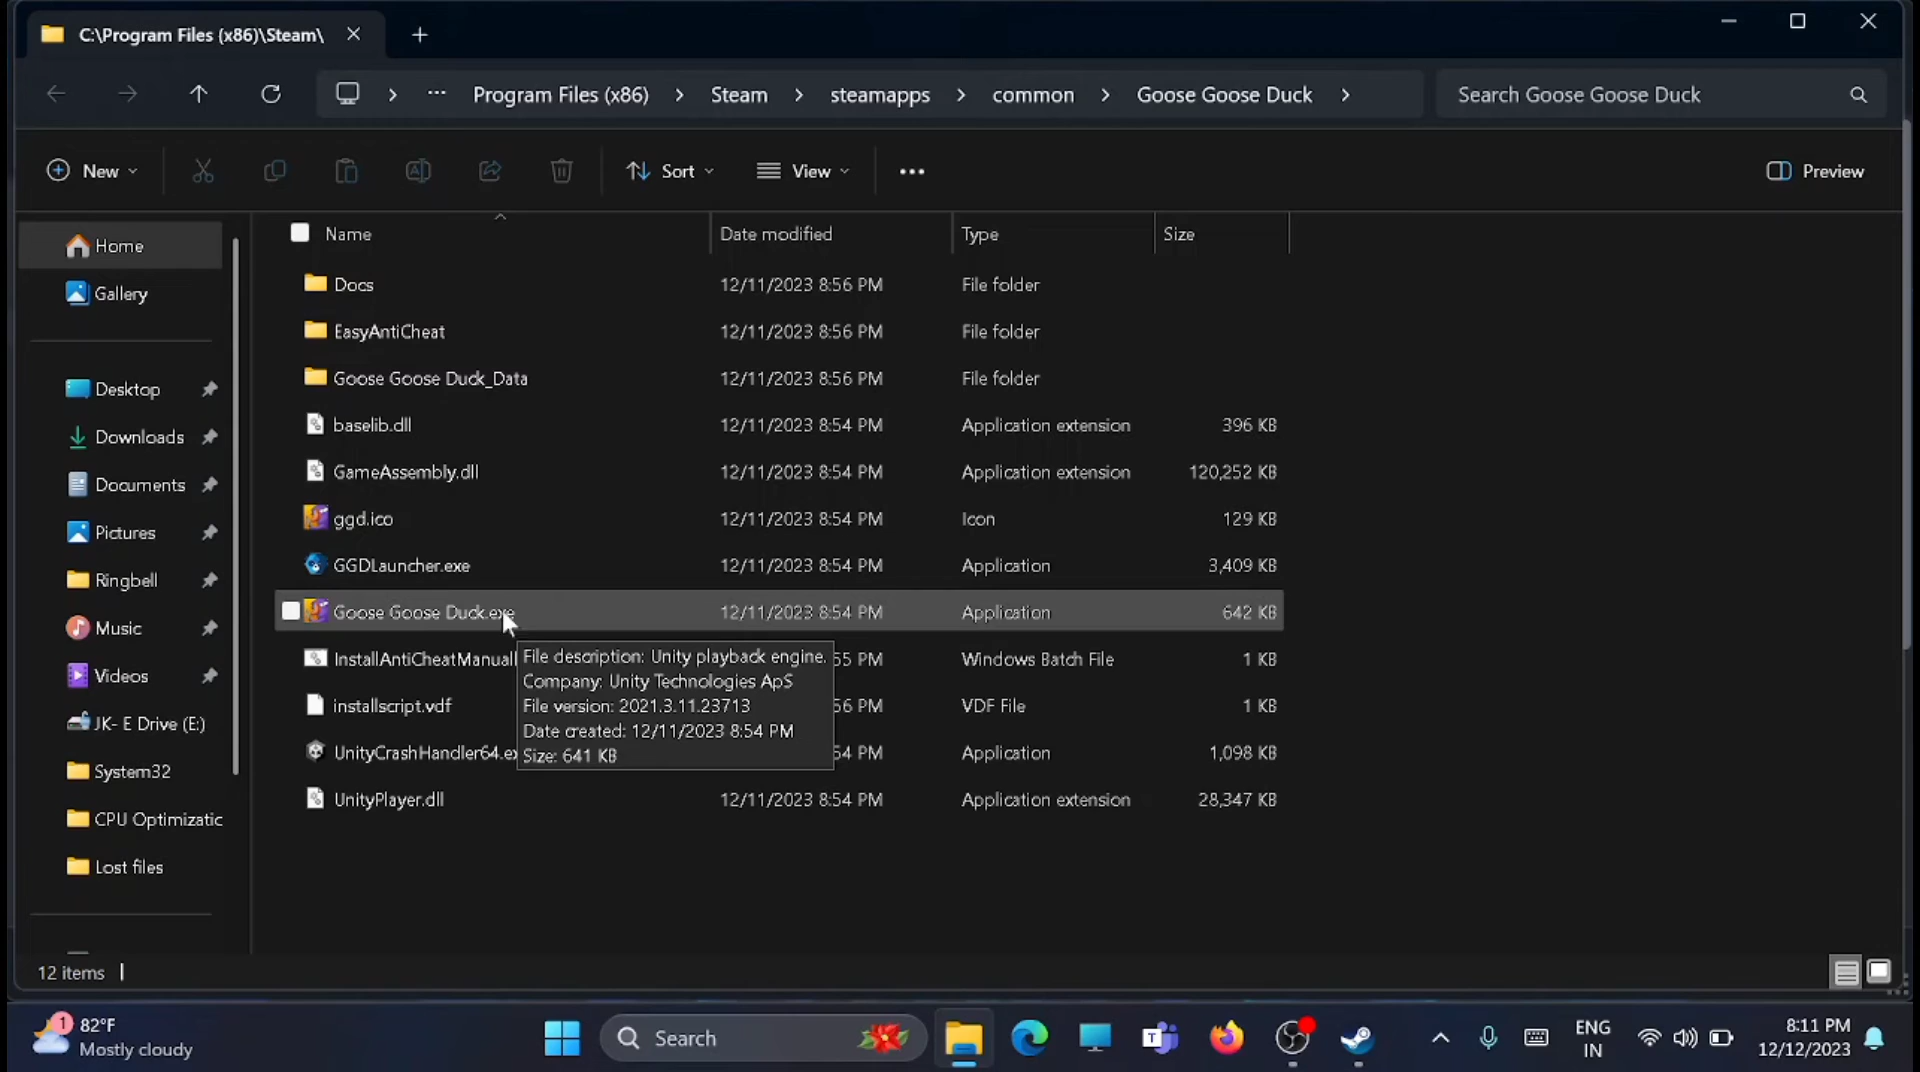 C:\Program Files (x86)\Steam\
Program Files (x86)
Steam
steamapps
common
Goose Goose Duck
Search Goose Goose Duck
New
Sort
View
Preview
Name Date modified Type Size
Home
Gallery
Desktop
Downloads
Documents
Pictures
Ringbell
Music
Videos
JK- E Drive (E:)
System32
CPU Optimizatic
Lost files
Docs 12/11/2023 8:56 PM File folder
EasyAntiCheat 12/11/2023 8:56 PM File folder
Goose Goose Duck_Data 12/11/2023 8:56 PM File folder
baselib.dll 12/11/2023 8:54 PM Application extension 396 KB
GameAssembly.dll 12/11/2023 8:54 PM Application extension 120,252 KB
ggd.ico 12/11/2023 8:54 PM Icon 129 KB
GGDLauncher.exe 12/11/2023 8:54 PM Application 3,409 KB
Goose Goose Duck.exe 12/11/2023 8:54 PM Application 642 KB
InstallAntiCheatManuall 55 PM Windows Batch File 1 KB
installscript.vdf 56 PM VDF File 1 KB
UnityCrashHandler64.ex 54 PM Application 1,098 KB
UnityPlayer.dll 12/11/2023 8:54 PM Application extension 28,347 KB
File description: Unity playback engine.
Company: Unity Technologies ApS
File version: 2021.3.11.23713
Date created: 12/11/2023 8:54 PM
Size: 641 KB
12 items
1
82°F
Mostly cloudy
Search
ENG
IN
8:11 PM
12/12/2023